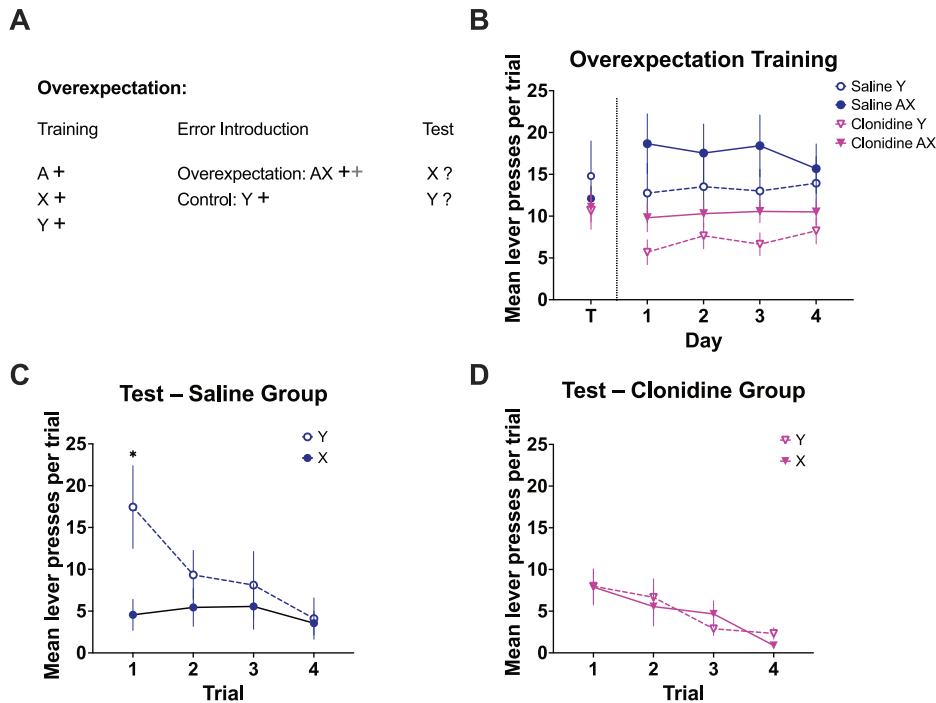 A
Overexpectation:
Training Error Introduction Test
A + Overexpectation: AX ++ X ?
X + Control: Y + Y ?
Y +
B
Overexpectation Training
Mean lever presses per trial
25
20
15
10
5
0
T 1 2 3 4
Day
Saline Y
Saline AX
Clonidine Y
Clonidine AX
C
Test – Saline Group
Mean lever presses per trial
25
20
15
10
5
0
*
1 2 3 4
Trial
Y
X
D
Test – Clonidine Group
Mean lever presses per trial
25
20
15
10
5
0
1 2 3 4
Trial
Y
X